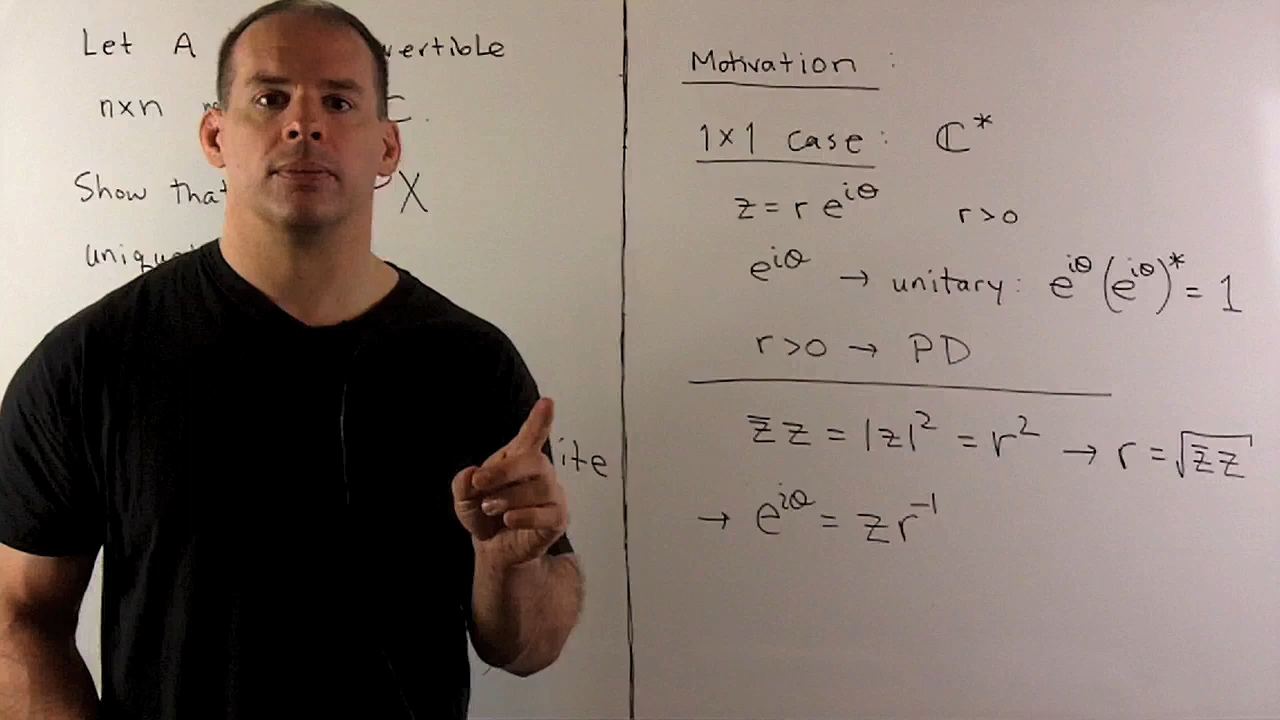 Let A vertible
n×n C.
Show that X
ite
Motivation :
1×1 case : ℂ*
z = r e^{iθ} r>0
e^{iθ} → unitary : e^{iθ}(e^{iθ})* = 1
r>0 → PD
z̅z = |z|² = r² → r = √(z̅z)
→ e^{iθ} = z r⁻¹